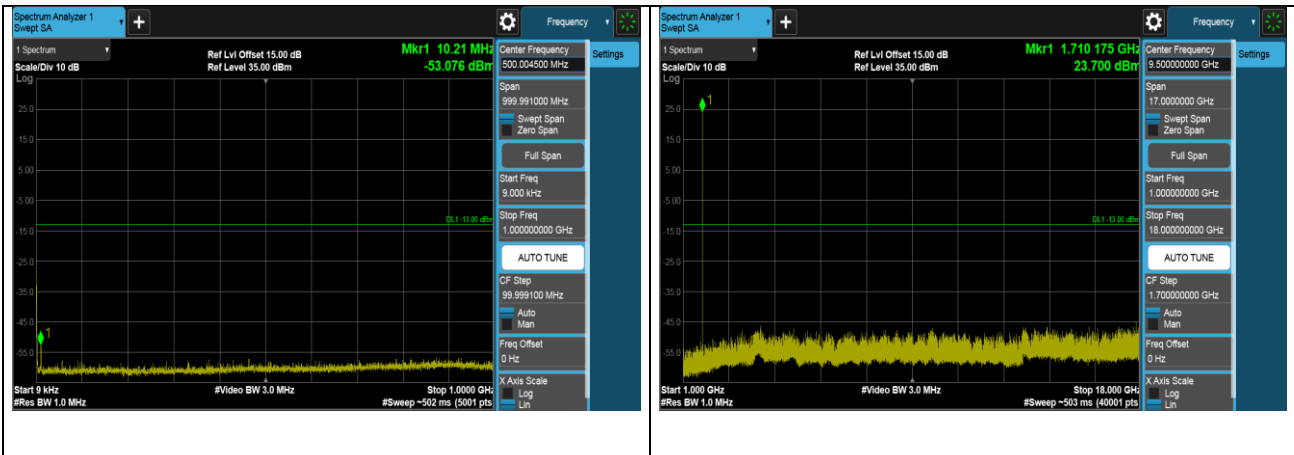 Spectrum Analyzer 1
Swept SA
Frequency
1 Spectrum
Ref Lvl Offset 15.00 dB
Mkr1 10.21 MHz
Scale/Div 10 dB
Ref Level 35.00 dBm
-53.076 dBm
Log
25.0
15.0
5.00
-5.00
DL1 -13.00 dBm
-15.0
-25.0
-35.0
-45.0
1
-55.0
Start 9 kHz
#Video BW 3.0 MHz
Stop 1.0000 GHz
#Res BW 1.0 MHz
#Sweep ~502 ms (5001 pts
Center Frequency
500.004500 MHz
Settings
Span
999.991000 MHz
Swept Span
Zero Span
Full Span
Start Freq
9.000 kHz
Stop Freq
1.000000000 GHz
AUTO TUNE
CF Step
99.999100 MHz
Auto
Man
Freq Offset
0 Hz
X Axis Scale
Log
Lin
Spectrum Analyzer 1
Swept SA
Frequency
1 Spectrum
Ref Lvl Offset 15.00 dB
Mkr1 1.710 175 GHz
Scale/Div 10 dB
Ref Level 35.00 dBm
23.700 dBm
Log
1
25.0
15.0
5.00
-5.00
DL1 -13.00 dBm
-15.0
-25.0
-35.0
-45.0
-55.0
Start 1.000 GHz
#Video BW 3.0 MHz
Stop 18.000 GHz
#Res BW 1.0 MHz
#Sweep ~503 ms (40001 pts
Center Frequency
9.500000000 GHz
Settings
Span
17.0000000 GHz
Swept Span
Zero Span
Full Span
Start Freq
1.000000000 GHz
Stop Freq
18.000000000 GHz
AUTO TUNE
CF Step
1.700000000 GHz
Auto
Man
Freq Offset
0 Hz
X Axis Scale
Log
Lin